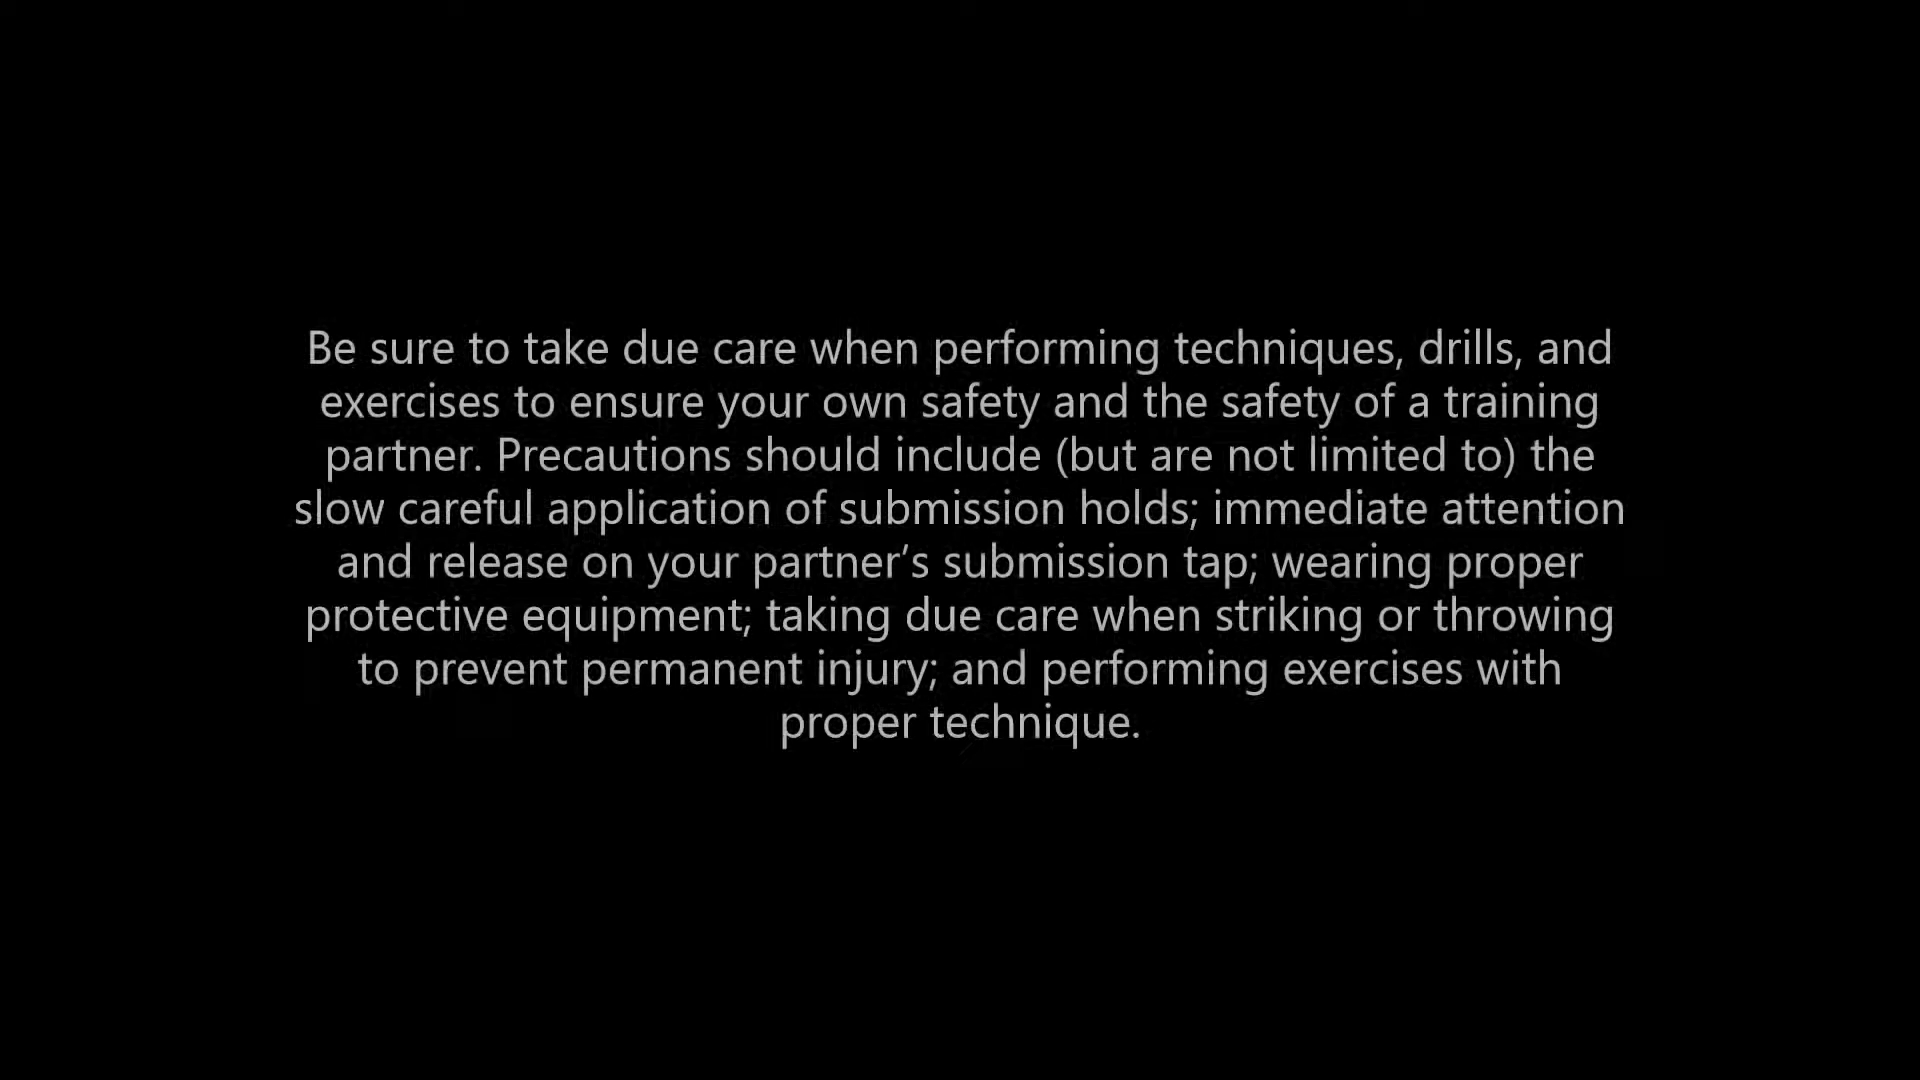 Be sure to take due care when performing techniques, drills, and
exercises to ensure your own safety and the safety of a training
partner. Precautions should include (but are not limited to) the
slow careful application of submission holds; immediate attention
and release on your partner’s submission tap; wearing proper
protective equipment; taking due care when striking or throwing
to prevent permanent injury; and performing exercises with
proper technique.